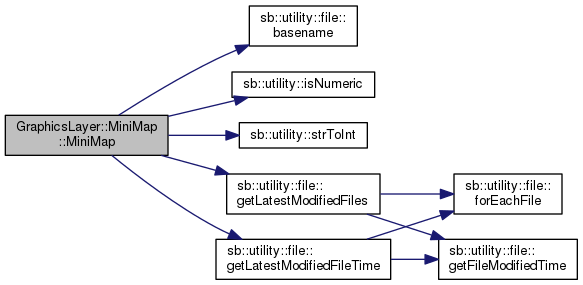 sb::utility::file::
basename
sb::utility::isNumeric
GraphicsLayer::MiniMap
::MiniMap
sb::utility::strToInt
sb::utility::file::
getLatestModifiedFiles
sb::utility::file::
forEachFile
sb::utility::file::
getLatestModifiedFileTime
sb::utility::file::
getFileModifiedTime